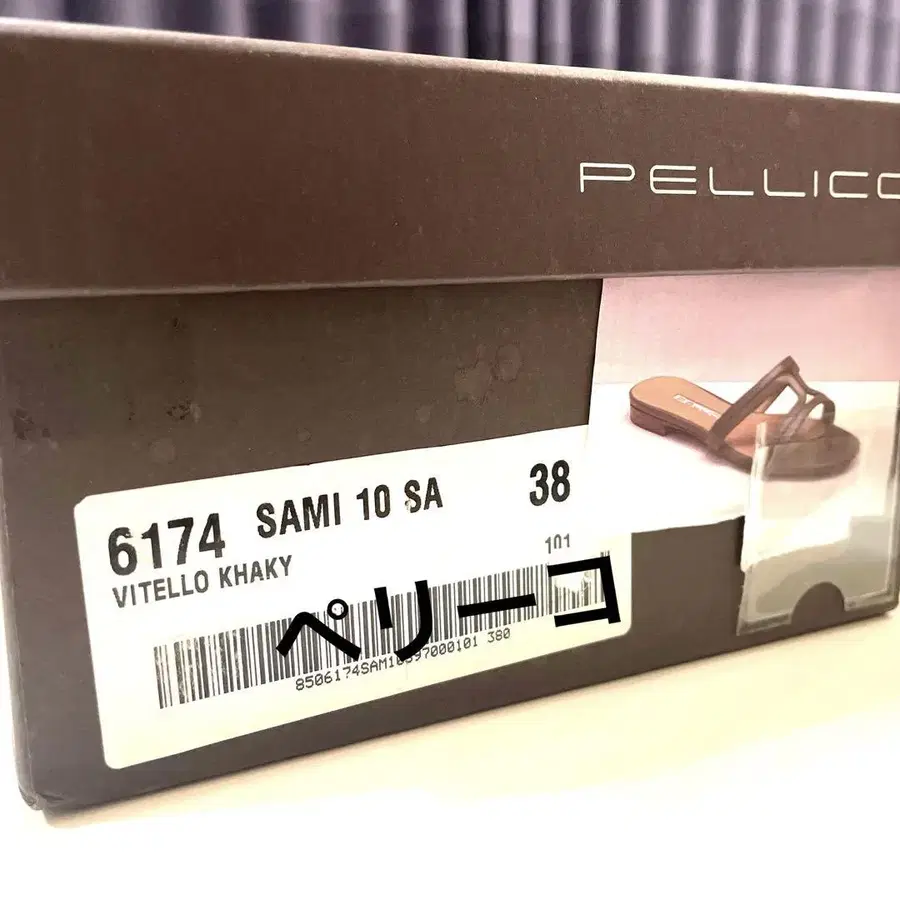 PELLICO
6174 SAMI 10 SA 38
VITELLO KHAKY
101
ペリーコ